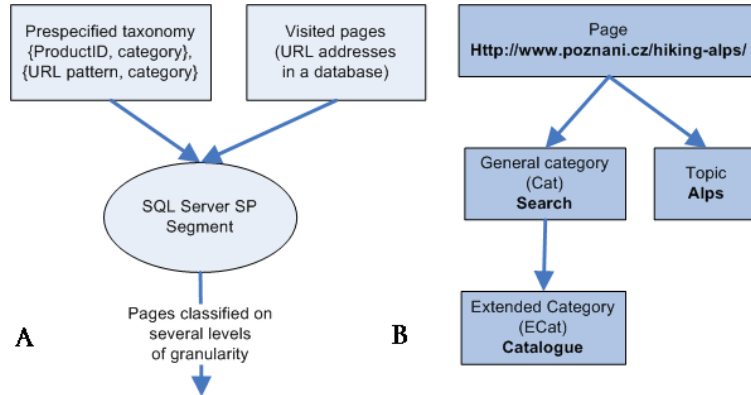 Prespecified taxonomy
{ProductID, category},
{URL pattern, category}
Visited pages
(URL addresses
in a database)
SQL Server SP
Segment
Pages classified on
several levels
of granularity
A
Page
Http://www.poznani.cz/hiking-alps/
General category
(Cat)
Search
Topic
Alps
Extended Category
(ECat)
Catalogue
B